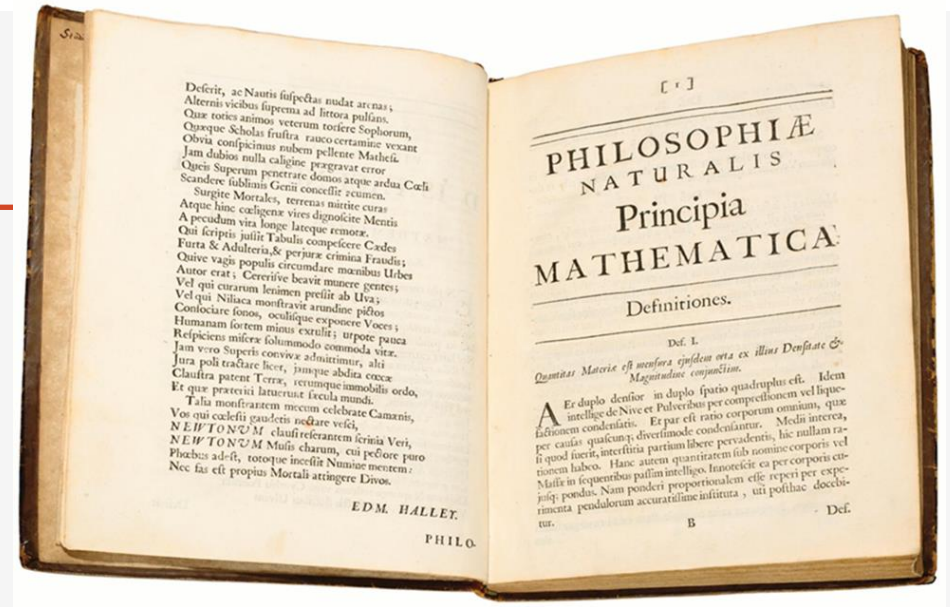 Deserit, ac Nautis suspectas nudat arenas;
Alternis vicibus suprema ad littora pulsans.
Quæ toties animos veterum torsere Sophorum,
Quæque Scholas frustra rauco certamine vexant
Obvia conspicimus nubem pellente Mathesi.
Jam dubios nulla caligine prægravat error
Queis Superum penetrare domos atque ardua Cœli
Scandere sublimis Genii concessit acumen.
Surgite Mortales, terrenas mittite curas
Atque hinc cœligenæ vires dignoscite Mentis
A pecudum vita longe lateque remotæ.
Qui scriptis jussit Tabulis compescere Cædes
Furta & Adulteria, & perjuræ crimina Fraudis;
Quive vagis populis circumdare mœnibus Urbes
Autor erat; Cererisve beavit munere gentes;
Vel qui curarum lenimen pressit ab Uva;
Vel qui Niliaca monstravit arundine pictos
Consociare sonos, oculisque exponere Voces;
Humanam sortem minus extulit; utpote pauca
Respiciens miseræ solummodo commoda vitæ.
Jam vero Superis convivæ admittimur, alti
Jura poli tractare licet, jamque abdita cœcæ
Claustra patent Terræ, rerumque immobilis ordo,
Et quæ præteriti latuerunt sæcula mundi.
Talia monstrantem mecum celebrate Camænis,
Vos qui cœlesti gaudetis nectare vesci,
NEWTONVM clausi reserantem scrinia Veri,
NEWTONVM Musis charum, cui pectore puro
Phœbus adest, totoque incessit Numine mentem:
Nec fas est propius Mortali attingere Divos.
EDM. HALLEY.
PHILO-
[ 1 ]
PHILOSOPHIÆ
NATURALIS
Principia
MATHEMATICA
Definitiones.
Def. I.
Quantitas Materiæ est mensura ejusdem orta ex illius Densitate &
Magnitudine conjunctim.
AEr duplo densior in duplo spatio quadruplus est. Idem
intellige de Nive et Pulveribus per compressionem vel lique-
factionem condensatis. Et par est ratio corporum omnium, quæ
per causas quascunq; diversimode condensantur. Medii interea,
si quod fuerit, interstitia partium libere pervadentis, hic nullam ra-
tionem habeo. Hanc autem quantitatem sub nomine corporis vel
Massæ in sequentibus passim intelligo. Innotescit ea per corporis cu-
jusq; pondus. Nam ponderi proportionalem esse reperi per expe-
rimenta pendulorum accuratissime instituta, uti posthac docebi-
tur.
B
Def.